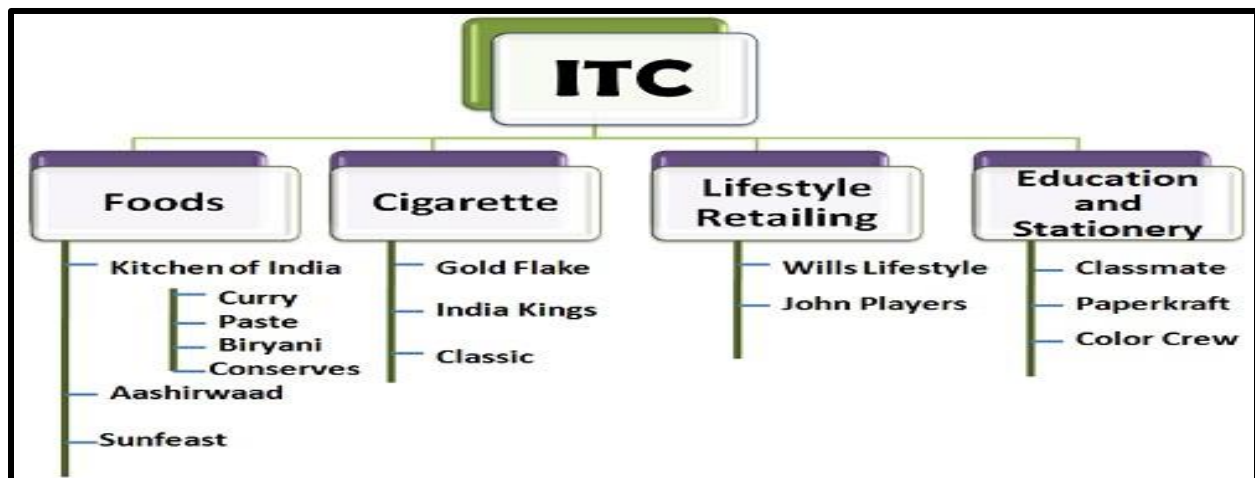 ITC
Foods
Kitchen of India
Curry
Paste
Biryani
Conserves
Aashirwaad
Sunfeast
Cigarette
Gold Flake
India Kings
Classic
Lifestyle
Retailing
Wills Lifestyle
John Players
Education
and
Stationery
Classmate
Paperkraft
Color Crew